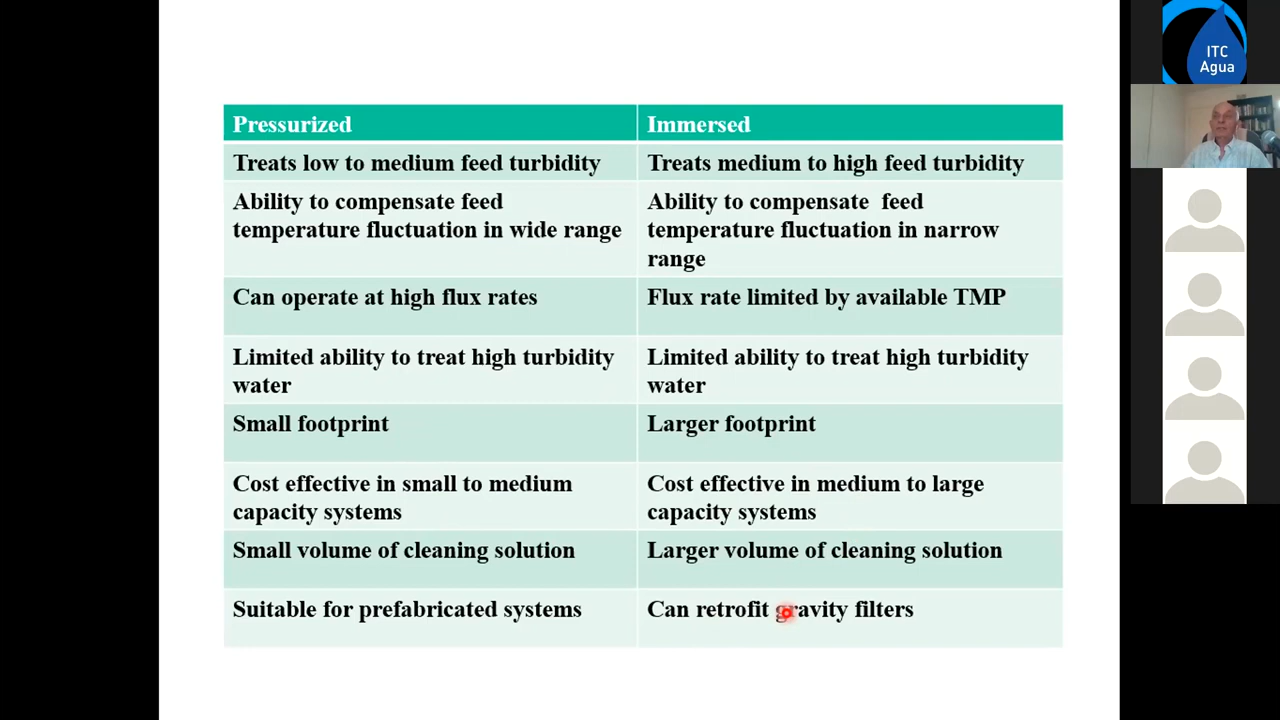 Pressurized
Immersed
Treats low to medium feed turbidity
Treats medium to high feed turbidity
Ability to compensate feed
temperature fluctuation in wide range
Ability to compensate feed
temperature fluctuation in narrow
range
Can operate at high flux rates
Flux rate limited by available TMP
Limited ability to treat high turbidity
water
Limited ability to treat high turbidity
water
Small footprint
Larger footprint
Cost effective in small to medium
capacity systems
Cost effective in medium to large
capacity systems
Small volume of cleaning solution
Larger volume of cleaning solution
Suitable for prefabricated systems
Can retrofit gravity filters
ITC
Agua